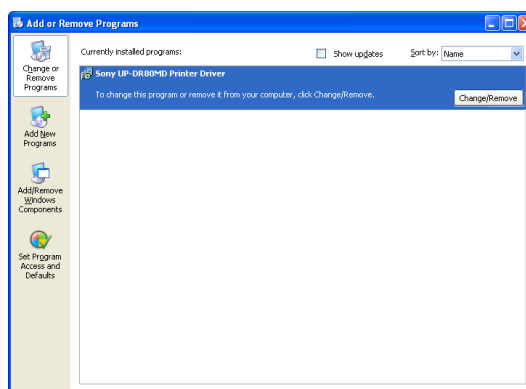 Add or Remove Programs
Change or
Remove
Programs
Currently installed programs:
Show updates
Sort by:
Name
Sony UP-DR80MD Printer Driver
To change this program or remove it from your computer, click Change/Remove.
Change/Remove
Add New
Programs
Add/Remove
Windows
Components
Set Program
Access and
Defaults